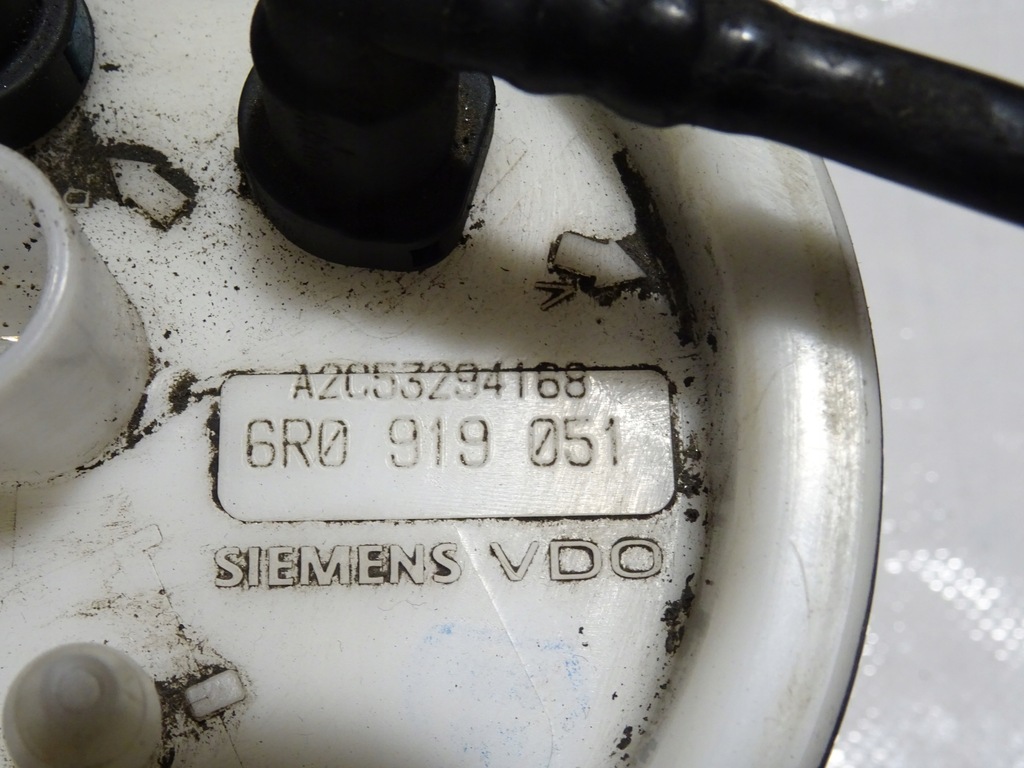 A2C53294168
6R0 919 051
SIEMENS VDO